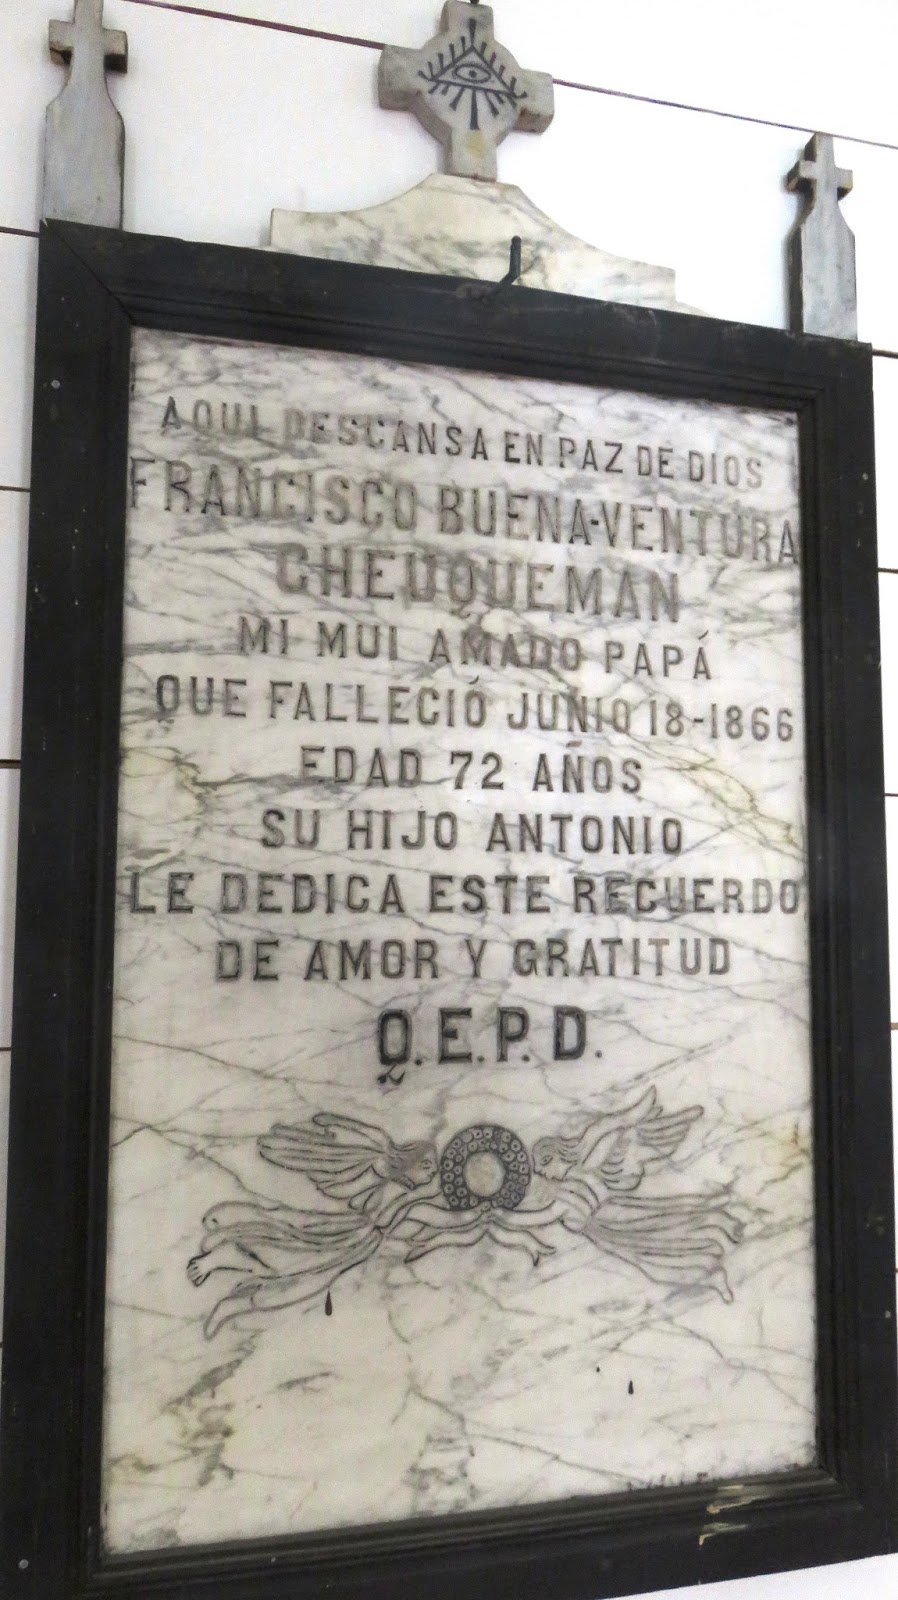 AQUI DESCANSA EN PAZ DE DIOS
FRANCISCO BUENA-VENTURA
CHEUQUEMAN
MI MUI AMADO PAPÁ
QUE FALLECIÓ JUNIO 18-1866
EDAD 72 AÑOS
SU HIJO ANTONIO
LE DEDICA ESTE RECUERDO
DE AMOR Y GRATITUD
Q.E.P.D.